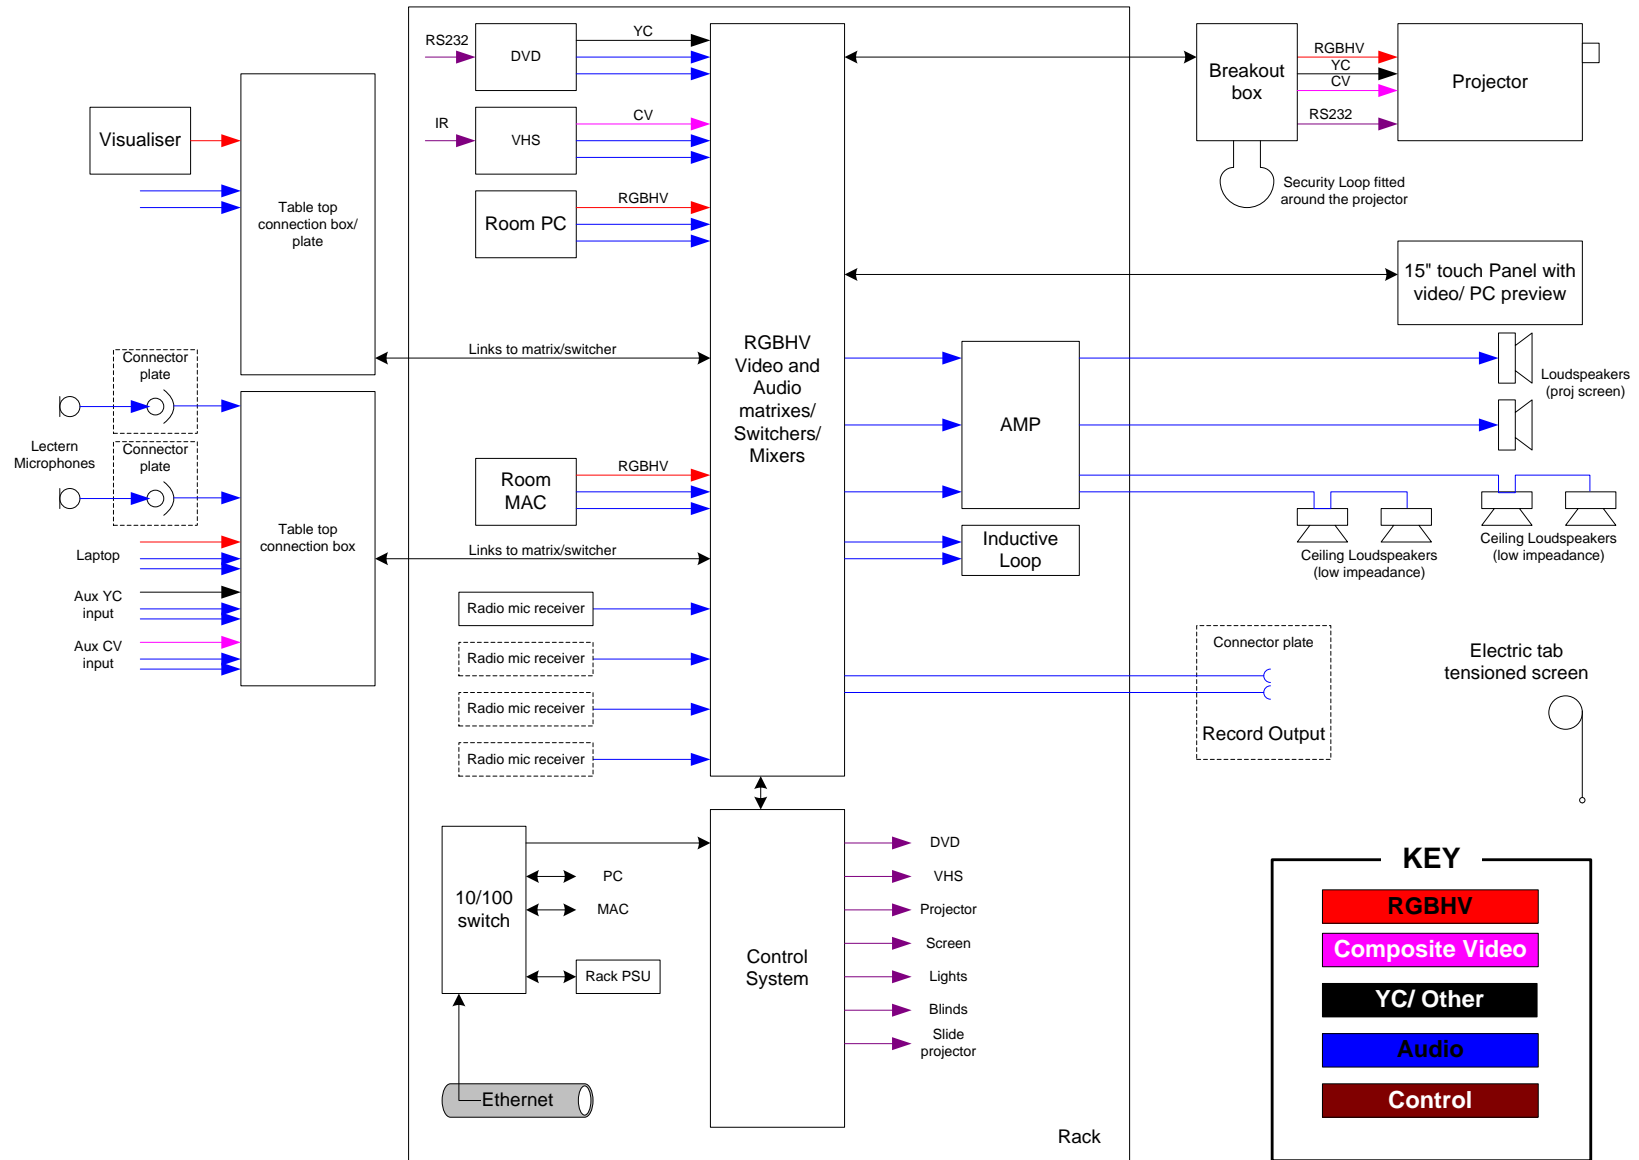 RS232
DVD
YC
IR
VHS
CV
Room PC
RGBHV
Visualiser
Table top
connection box/
plate
Links to matrix/switcher
Connector
plate
Connector
plate
Lectern
Microphones
Laptop
Aux YC
input
Aux CV
input
Table top
connection box
Links to matrix/switcher
Room
MAC
RGBHV
Radio mic receiver
Radio mic receiver
Radio mic receiver
Radio mic receiver
RGBHV
Video and
Audio
matrixes/
Switchers/
Mixers
Breakout
box
RGBHV
YC
CV
RS232
Projector
Security Loop fitted
around the projector
15" touch Panel with
video/ PC preview
AMP
Loudspeakers
(proj screen)
Inductive
Loop
Ceiling Loudspeakers
(low impeadance)
Ceiling Loudspeakers
(low impeadance)
Connector plate
Record Output
Electric tab
tensioned screen
10/100
switch
PC
MAC
Rack PSU
Ethernet
Control
System
DVD
VHS
Projector
Screen
Lights
Blinds
Slide
projector
Rack
KEY
RGBHV
Composite Video
YC/ Other
Audio
Control